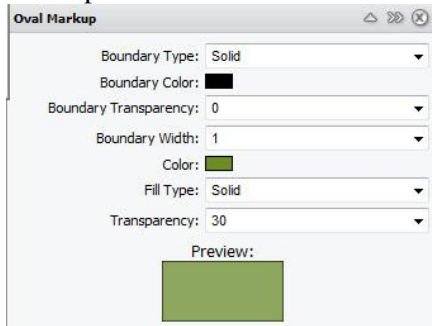 Oval Markup
Boundary Type: Solid
Boundary Color:
Boundary Transparency: 0
Boundary Width: 1
Color:
Fill Type: Solid
Transparency: 30
Preview: